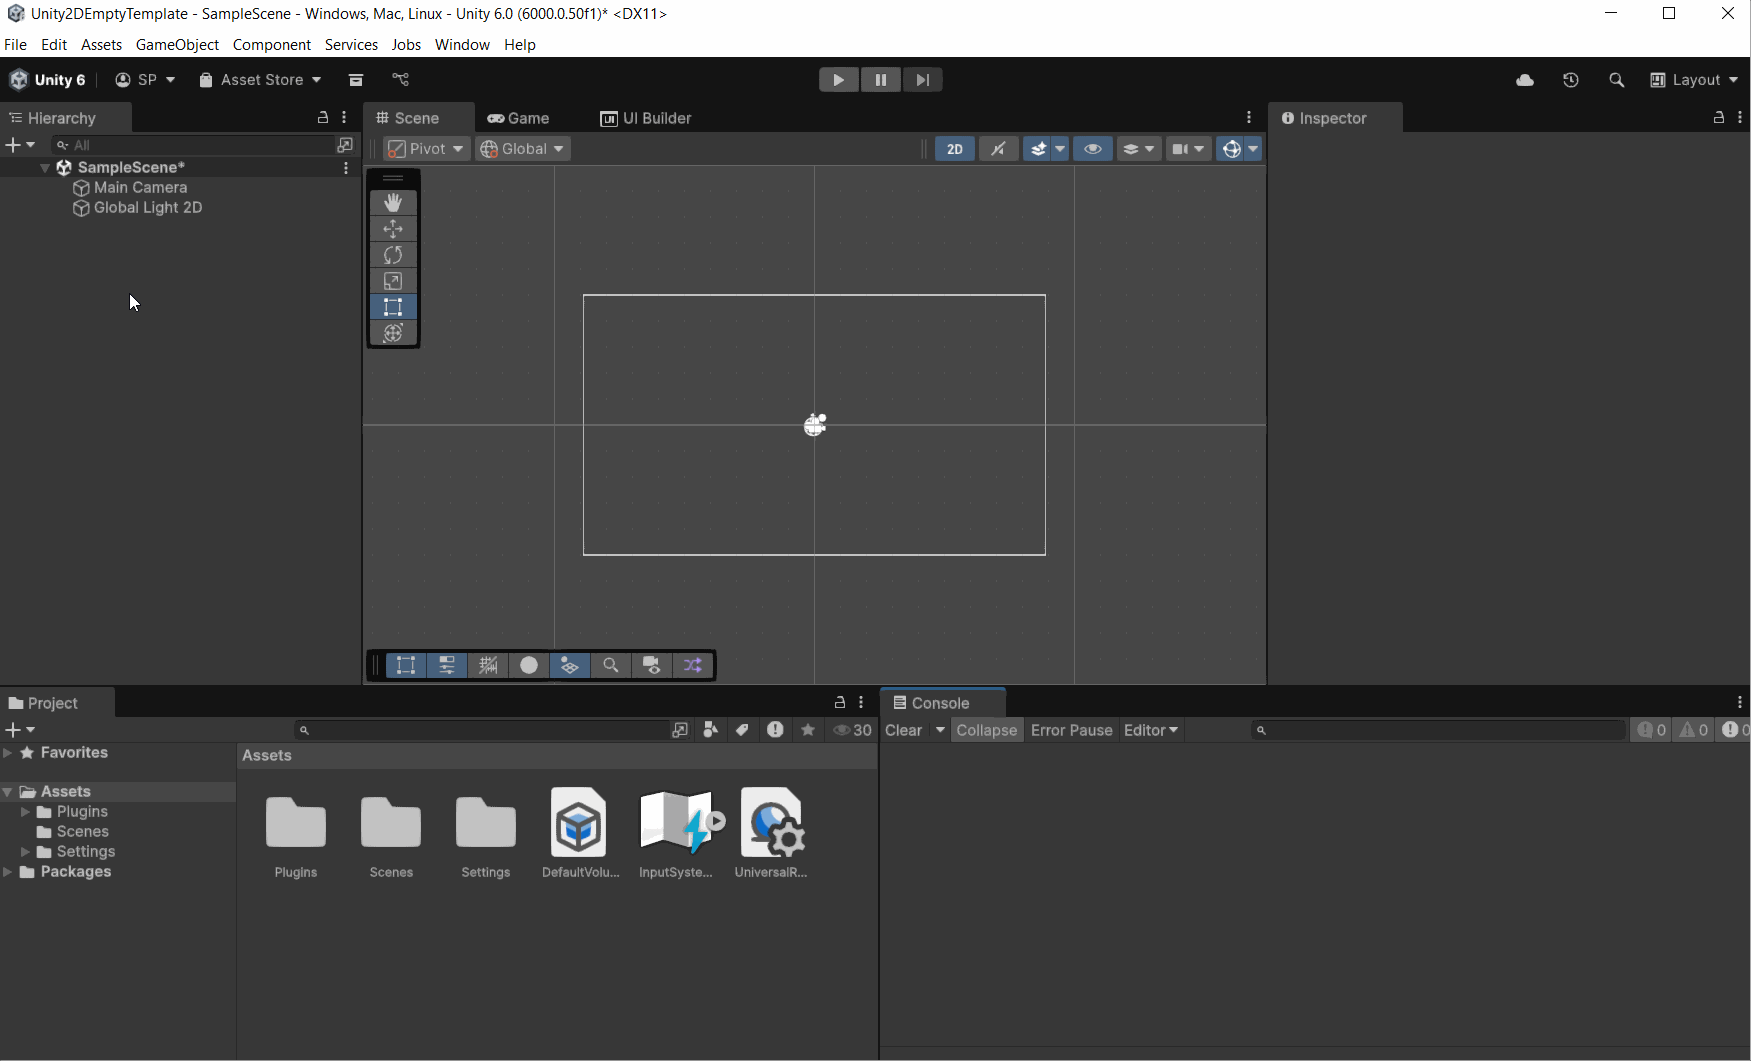 Unity2DEmptyTemplate - SampleScene - Windows, Mac, Linux - Unity 6.0 (6000.0.50f1)* <DX11>
File Edit Assets GameObject Component Services Jobs Window Help
Unity 6 SP Asset Store Layout
Hierarchy
All
SampleScene*
Main Camera
Global Light 2D
Scene Game UI Builder
Pivot Global 2D
Inspector
Project
30
Favorites
Assets
Plugins
Scenes
Settings
Packages
Assets
Plugins Scenes Settings DefaultVolu... InputSyste... UniversalR...
Console
Clear Collapse Error Pause Editor 0 0 0